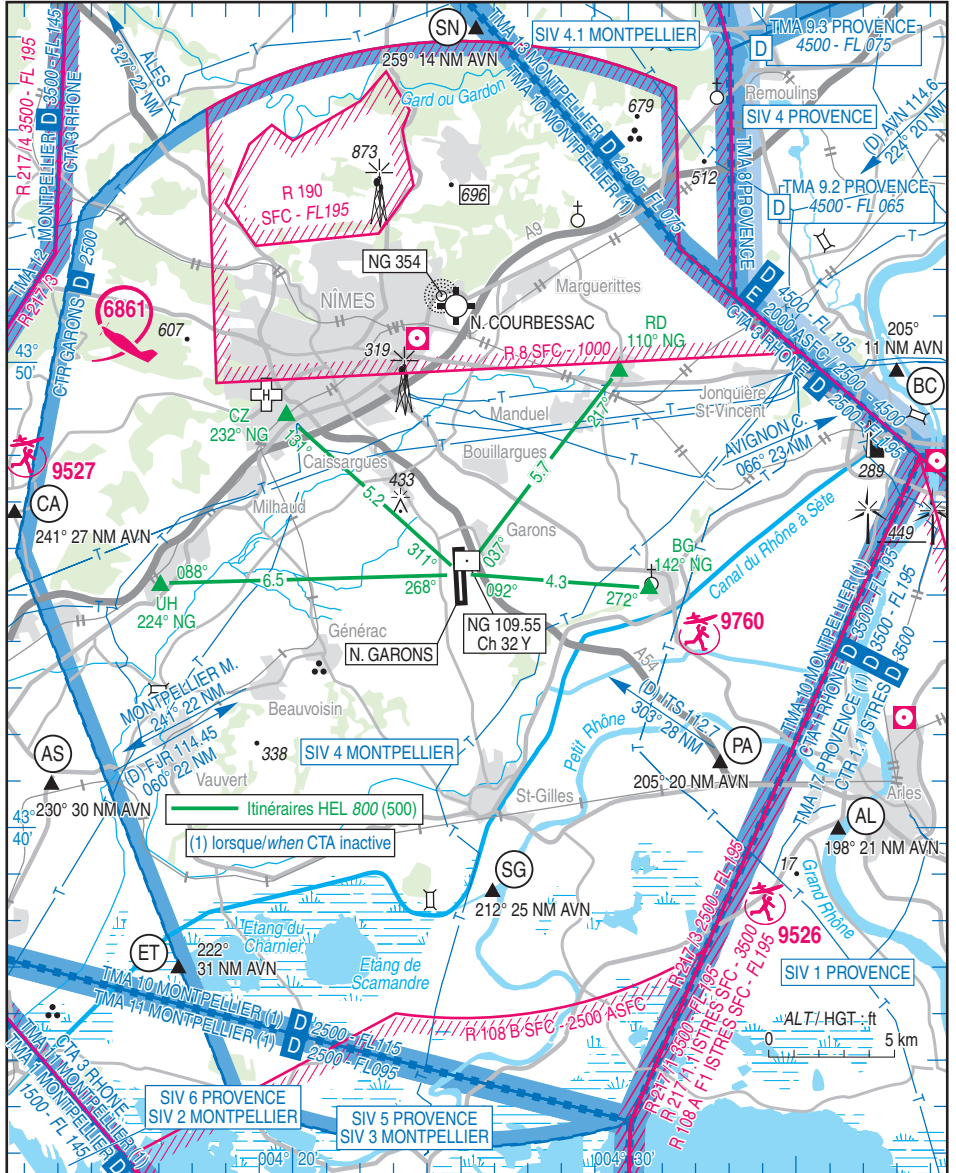 SN
259° 14 NM AVN
SIV 4.1 MONTPELLIER
TMA 9.3 PROVENCE
4500 - FL 075
D
SIV 4 PROVENCE
Remoulins
(D) AVN 114.6
224° 20 NM
TMA 9.2 PROVENCE
4500 - FL 065
D
TMA 8 PROVENCE
ALES
327° 22 NM
R 217/4 3500 - FL 195
TMA 12 MONTPELLIER D 3500 - FL 145
CTA 3 RHONE
R 217/3
CTR GARONS D 2500
TMA 13 MONTPELLIER
TMA 10 MONTPELLIER (1)
D 2500 - FL 075
Gard ou Gardon
679
512
873
696
R 190
SFC - FL195
A9
NG 354
NÎMES
N. COURBESSAC
Marguerittes
6861
607
319
R 8 SFC - 1000
RD
110° NG
D 4500 - FL 195
E 2000 ASFC / 2500 - 4500
CTA 3 RHONE D 2500 - FL 195
205°
11 NM AVN
BC
43°
50'
H
CZ
232° NG
131°
217°
Manduel
Jonquière
St-Vincent
Caissargues
Bouillargues
AVIGNON C.
066° 23 NM
289
9527
CA
241° 27 NM AVN
433
Milhaud
5.2
5.7
Garons
Canal du Rhône à Sète
449
311°
037°
BG
142° NG
088°
6.5
268°
092°
4.3
272°
UH
224° NG
NG 109.55
Ch 32 Y
9760
Générac
N. GARONS
A54
MONTPELLIER M.
241° 22 NM
(D) FJR 114.45
060° 22 NM
Beauvoisin
338
SIV 4 MONTPELLIER
(D) ITS 112.7
303° 28 NM
Petit Rhône
PA
205° 20 NM AVN
AS
230° 30 NM AVN
Vauvert
Itinéraires HEL 800 (500)
(1) lorsque/when CTA inactive
St-Gilles
Arles
43°
40'
AL
198° 21 NM AVN
TMA 10 MONTPELLIER (1) D 3500 - FL 195
CTA 1 RHONE D 3500 - FL 195
TMA 17 PROVENCE (1)
CTR 1.1 ISTRES D 3500
SG
212° 25 NM AVN
17
Grand Rhône
9526
ET
222°
31 NM AVN
Etang du
Charnier
Etang de
Scamandre
SIV 1 PROVENCE
TMA 10 MONTPELLIER (1) D 2500 - FL115
TMA 11 MONTPELLIER (1) D 2500 - FL095
R 108 B SFC - 2500 ASFC
R 217/3 2500 - FL 195
R 217/1 3500 - FL 195
R 217 1.1 ISTRES SFC - 3500
R 108 A F1 ISTRES SFC - FL195
ALT / HGT : ft
0
5 km
CTA 3 RHONE
TMA 11 MONTPELLIER (1)
TMA 1 MONTPELLIER D
1500 - FL 145
SIV 6 PROVENCE
SIV 2 MONTPELLIER
SIV 5 PROVENCE
SIV 3 MONTPELLIER
004° 20'
004° 30'